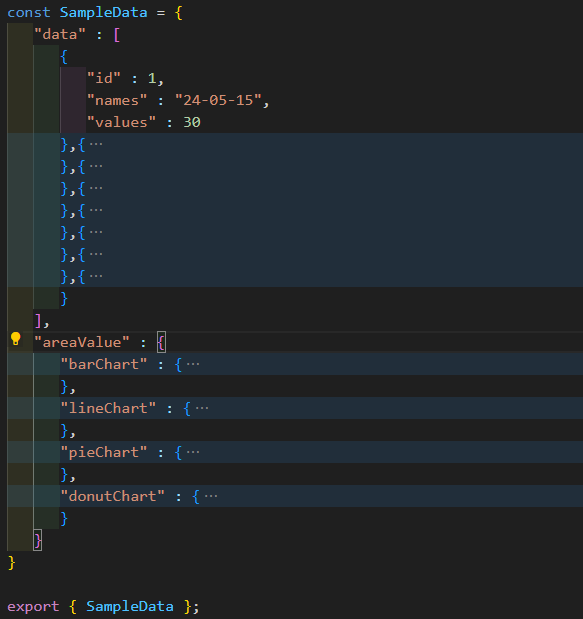 const SampleData = {
"data" : [
{
"id" : 1,
"names" : "24-05-15",
"values" : 30
},{ ···
},{ ···
},{ ···
},{ ···
},{ ···
},{ ···
},{ ···
}
],
"areaValue" : {
"barChart" : { ···
},
"lineChart" : { ···
},
"pieChart" : { ···
},
"donutChart" : { ···
}
}
}
export { SampleData };